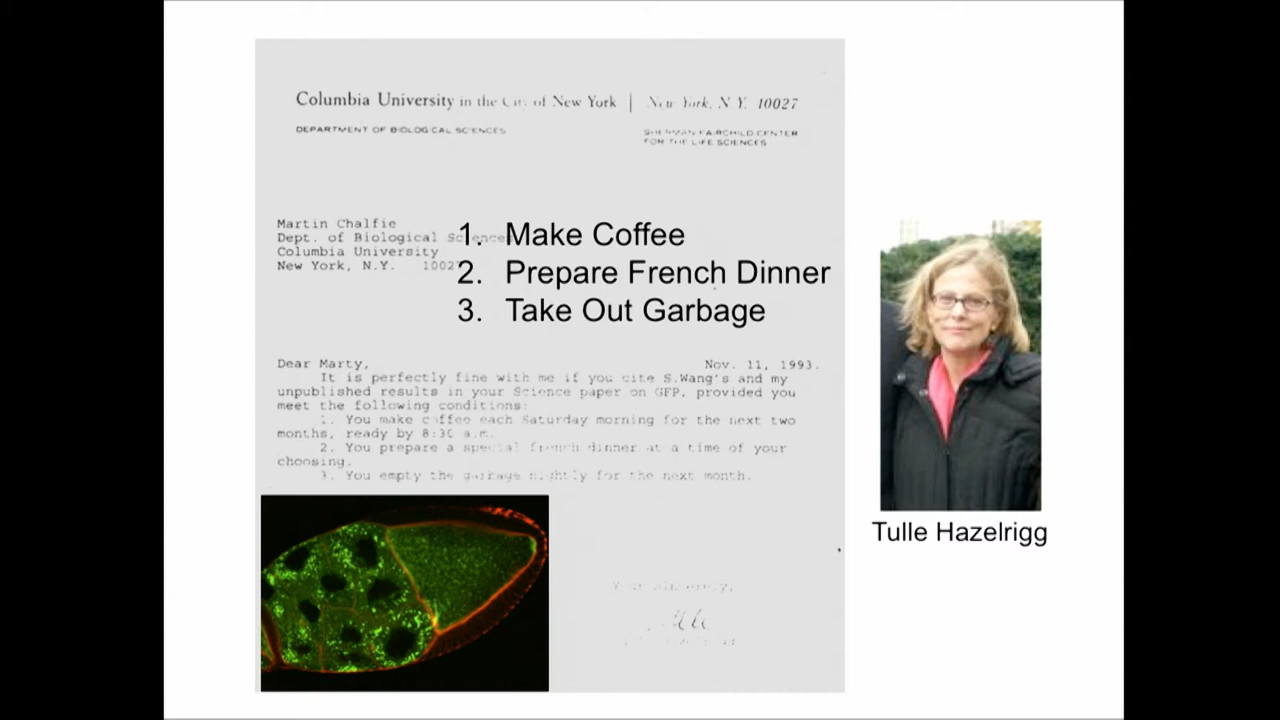 Columbia University in the City of New York | New York, N.Y. 10027
DEPARTMENT OF BIOLOGICAL SCIENCES
SHERMAN FAIRCHILD CENTER
FOR THE LIFE SCIENCES
Martin Chalfie
Dept. of Biological Sciences
Columbia University
New York, N.Y. 10027
1. Make Coffee
2. Prepare French Dinner
3. Take Out Garbage
Dear Marty, Nov. 11, 1993.
It is perfectly fine with me if you cite S.Wang's and my
unpublished results in your Science paper on GFP, provided you
meet the following conditions:
1. You make coffee each Saturday morning for the next two
months, ready by 8:30 a.m.
2. You prepare a special french dinner at a time of your
choosing.
3. You empty the garbage nightly for the next month.
Your sincerely,
Tulle Hazelrigg